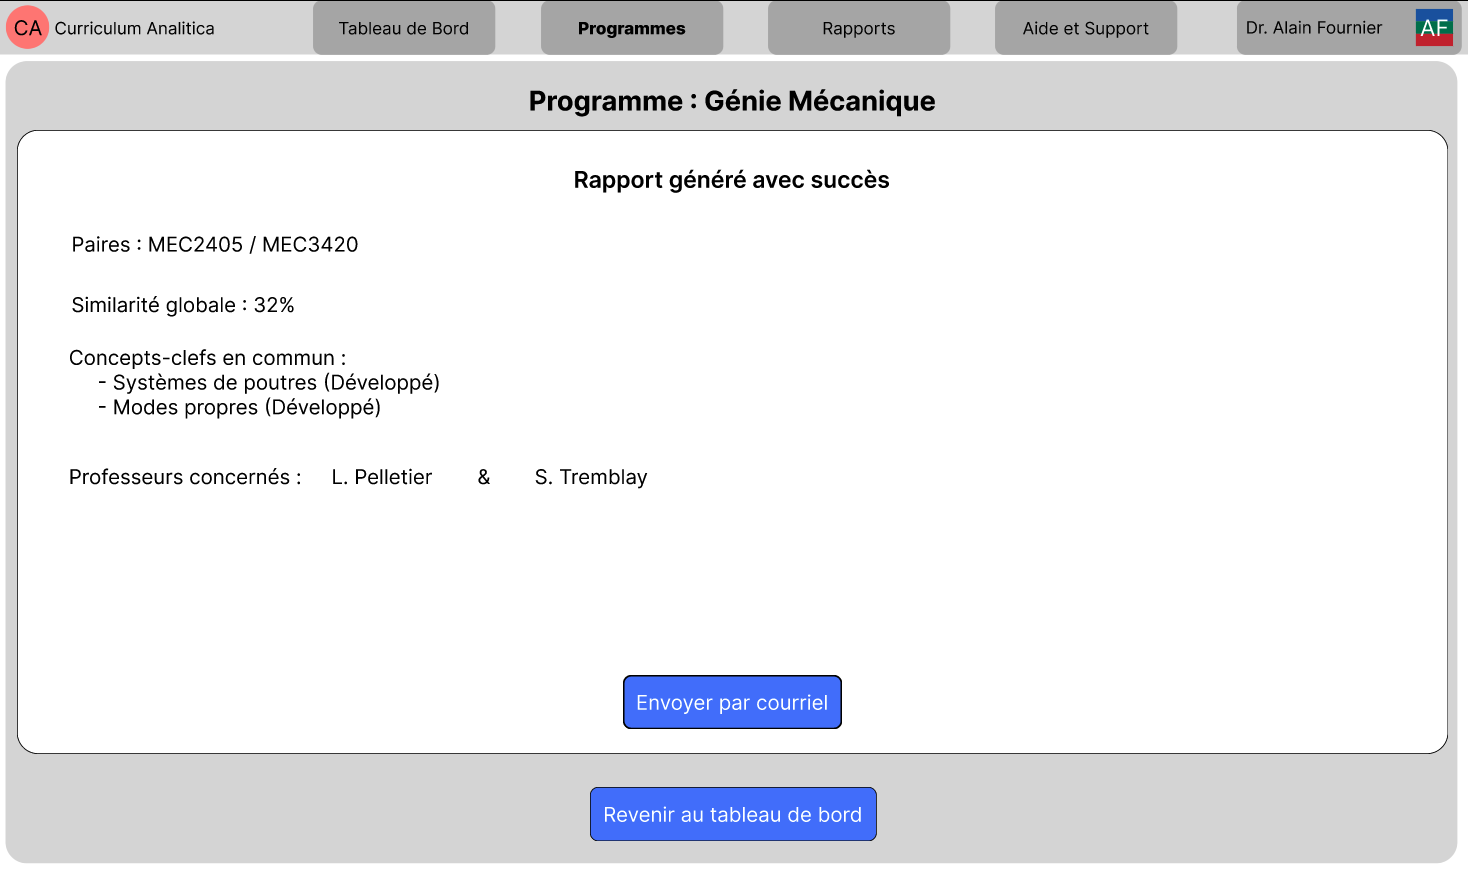 CA Curriculum Analitica
Tableau de Bord
Programmes
Rapports
Aide et Support
Dr. Alain Fournier AF
Programme : Génie Mécanique
Rapport généré avec succès
Paires : MEC2405 / MEC3420
Similarité globale : 32%
Concepts-clefs en commun :
- Systèmes de poutres (Développé)
- Modes propres (Développé)
Professeurs concernés : L. Pelletier & S. Tremblay
Envoyer par courriel
Revenir au tableau de bord